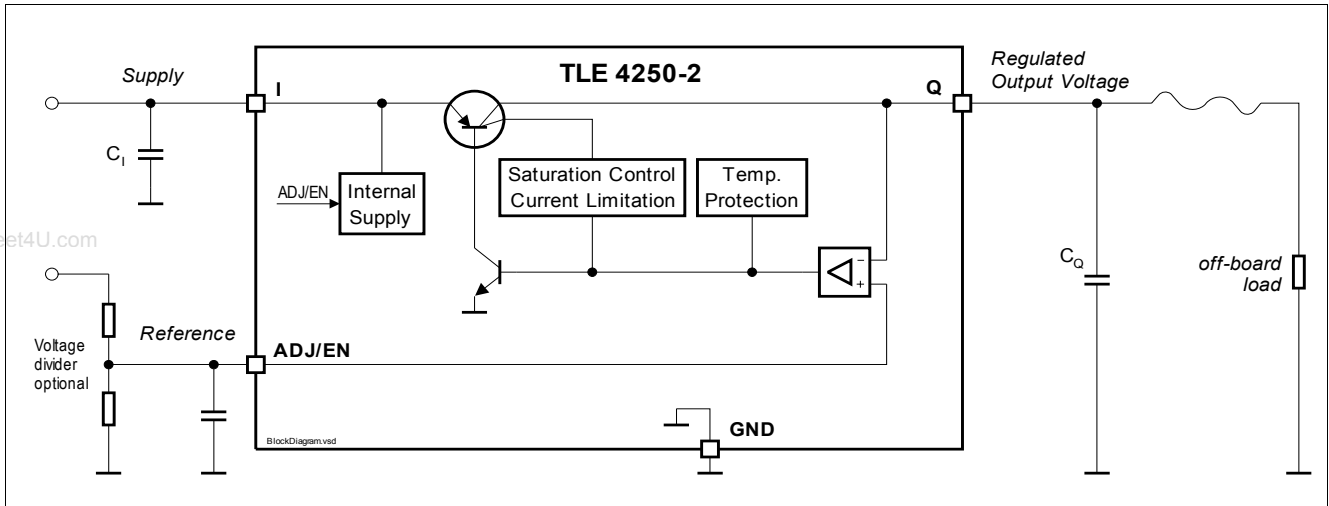 TLE 4250-2
Supply
I
Q
Regulated
Output Voltage
C_I
ADJ/EN
Internal
Supply
Saturation Control
Current Limitation
Temp.
Protection
-
+
C_Q
off-board
load
eet4U.com
Reference
ADJ/EN
Voltage
divider
optional
GND
BlockDiagram.vsd